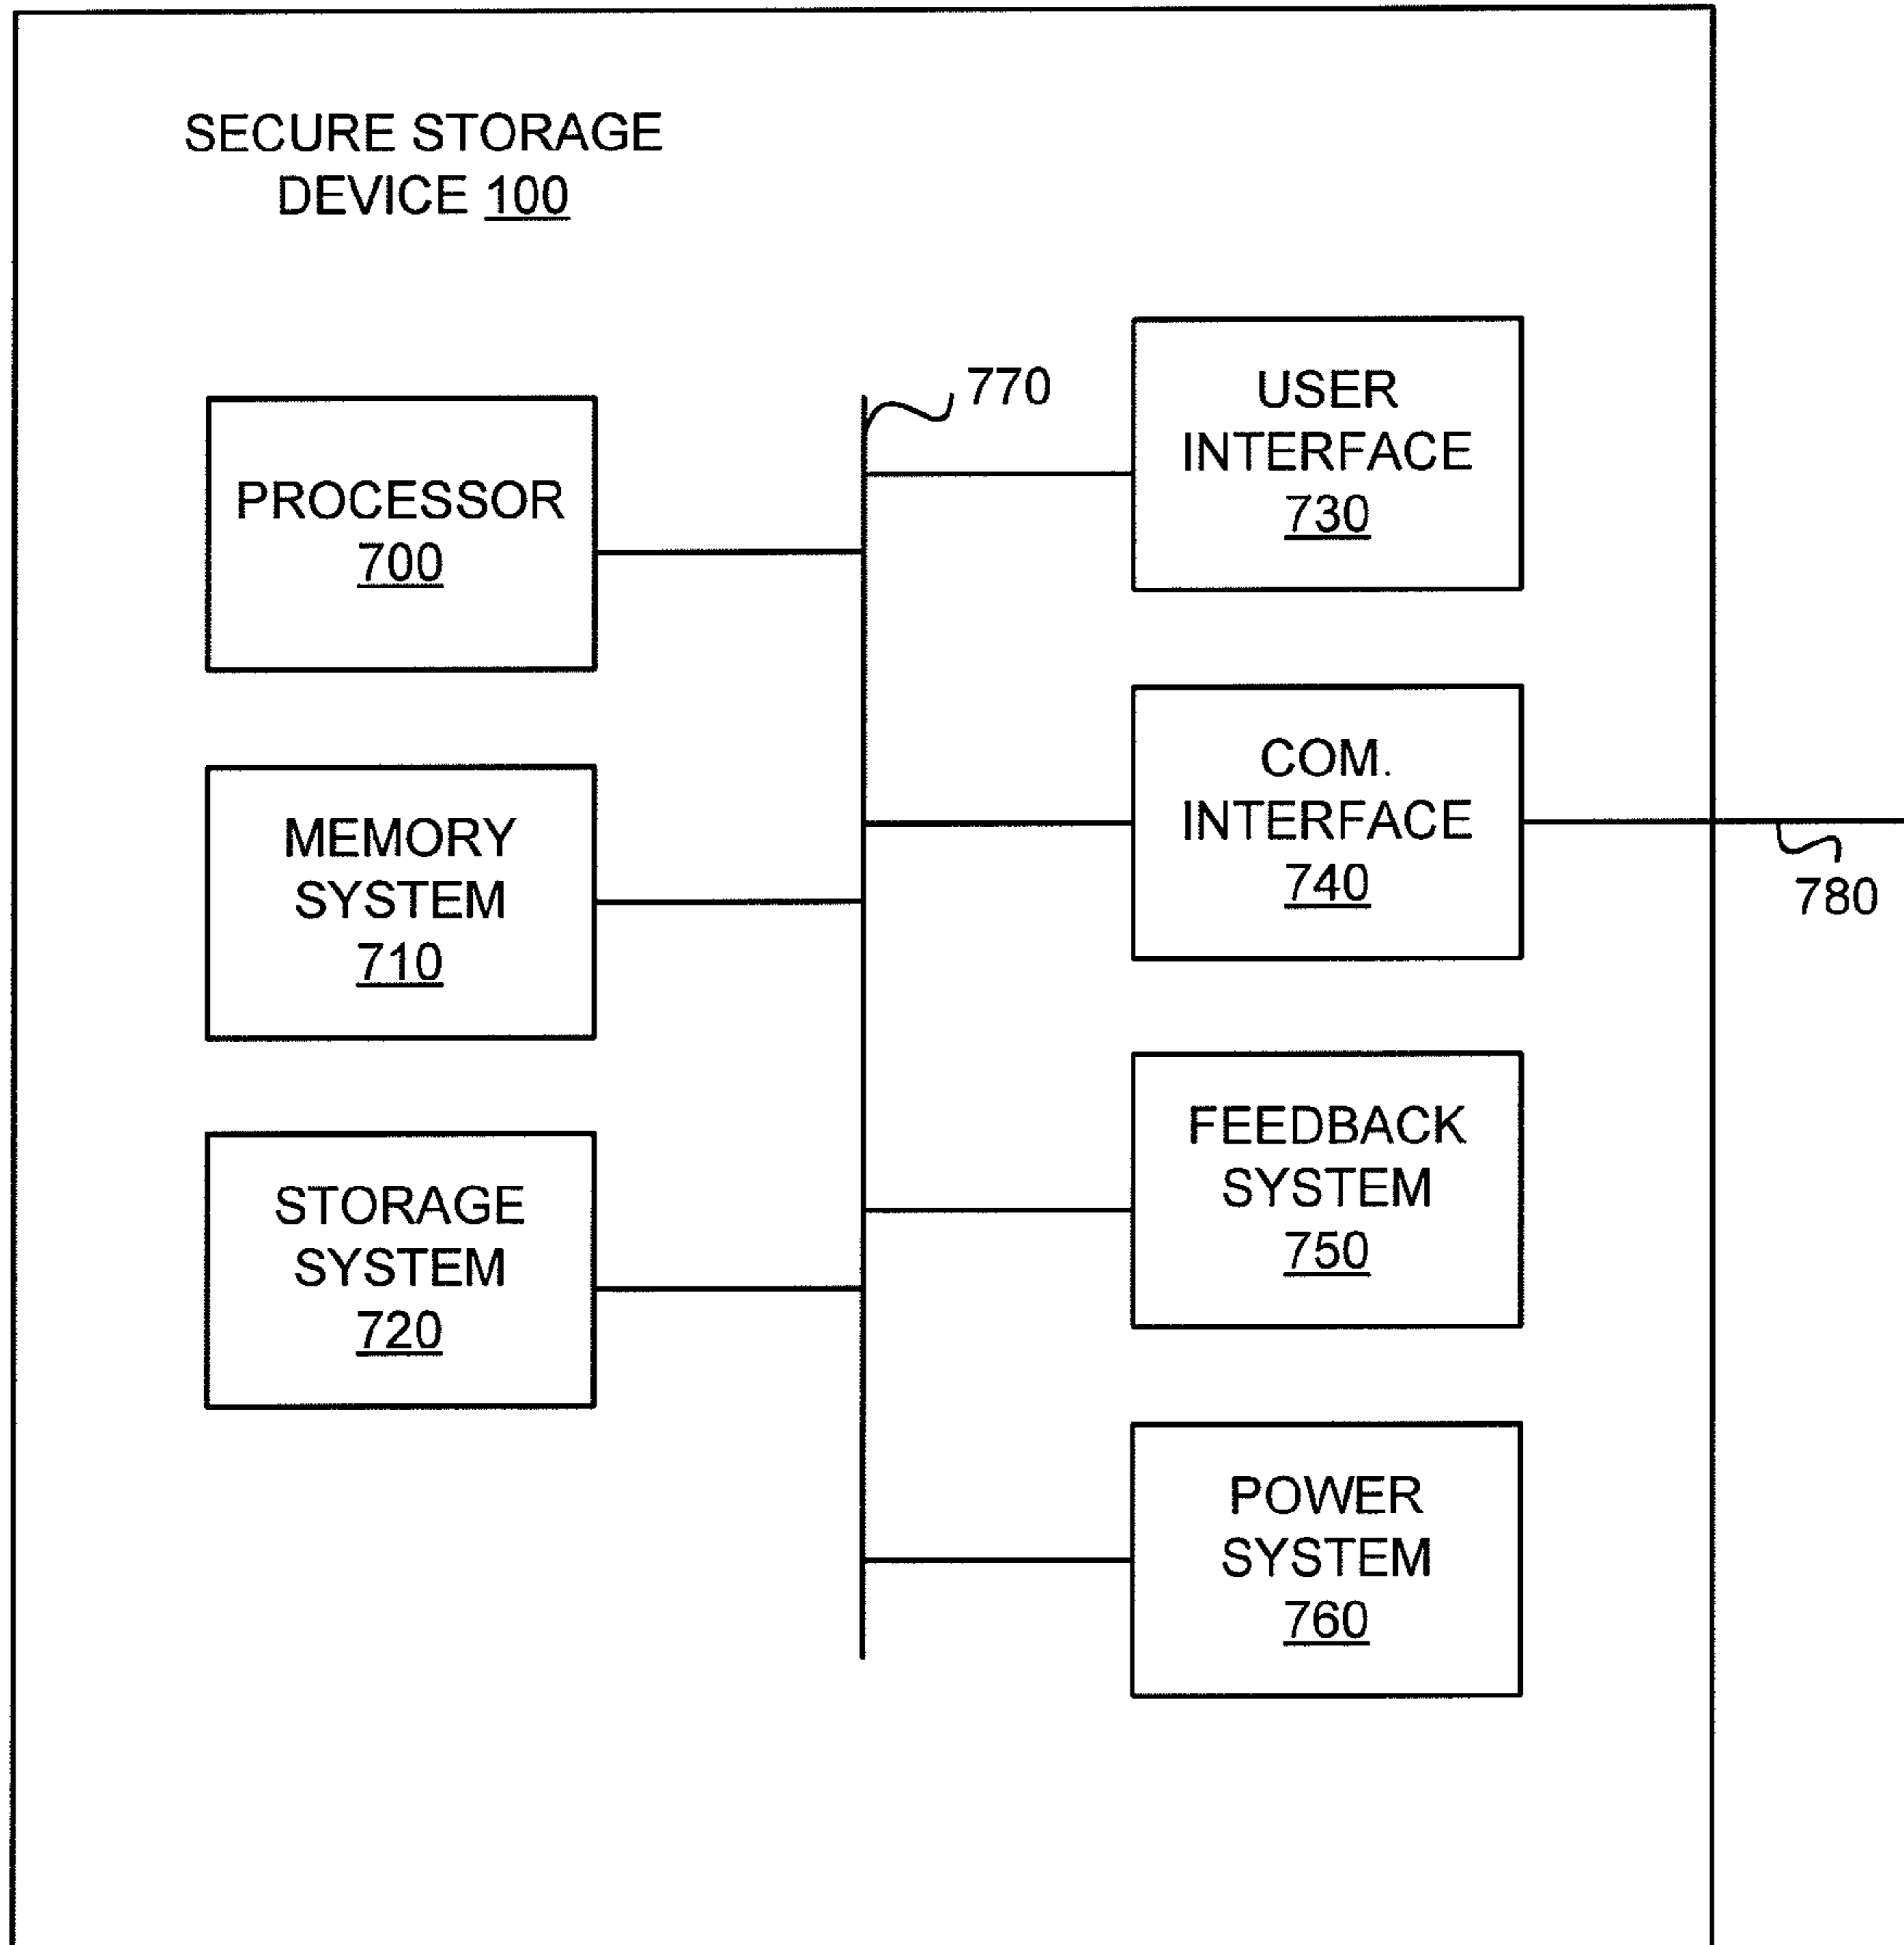 SECURE STORAGE
DEVICE 100
770
USER
INTERFACE
730
PROCESSOR
700
COM.
INTERFACE
740
780
MEMORY
SYSTEM
710
FEEDBACK
SYSTEM
750
STORAGE
SYSTEM
720
POWER
SYSTEM
760